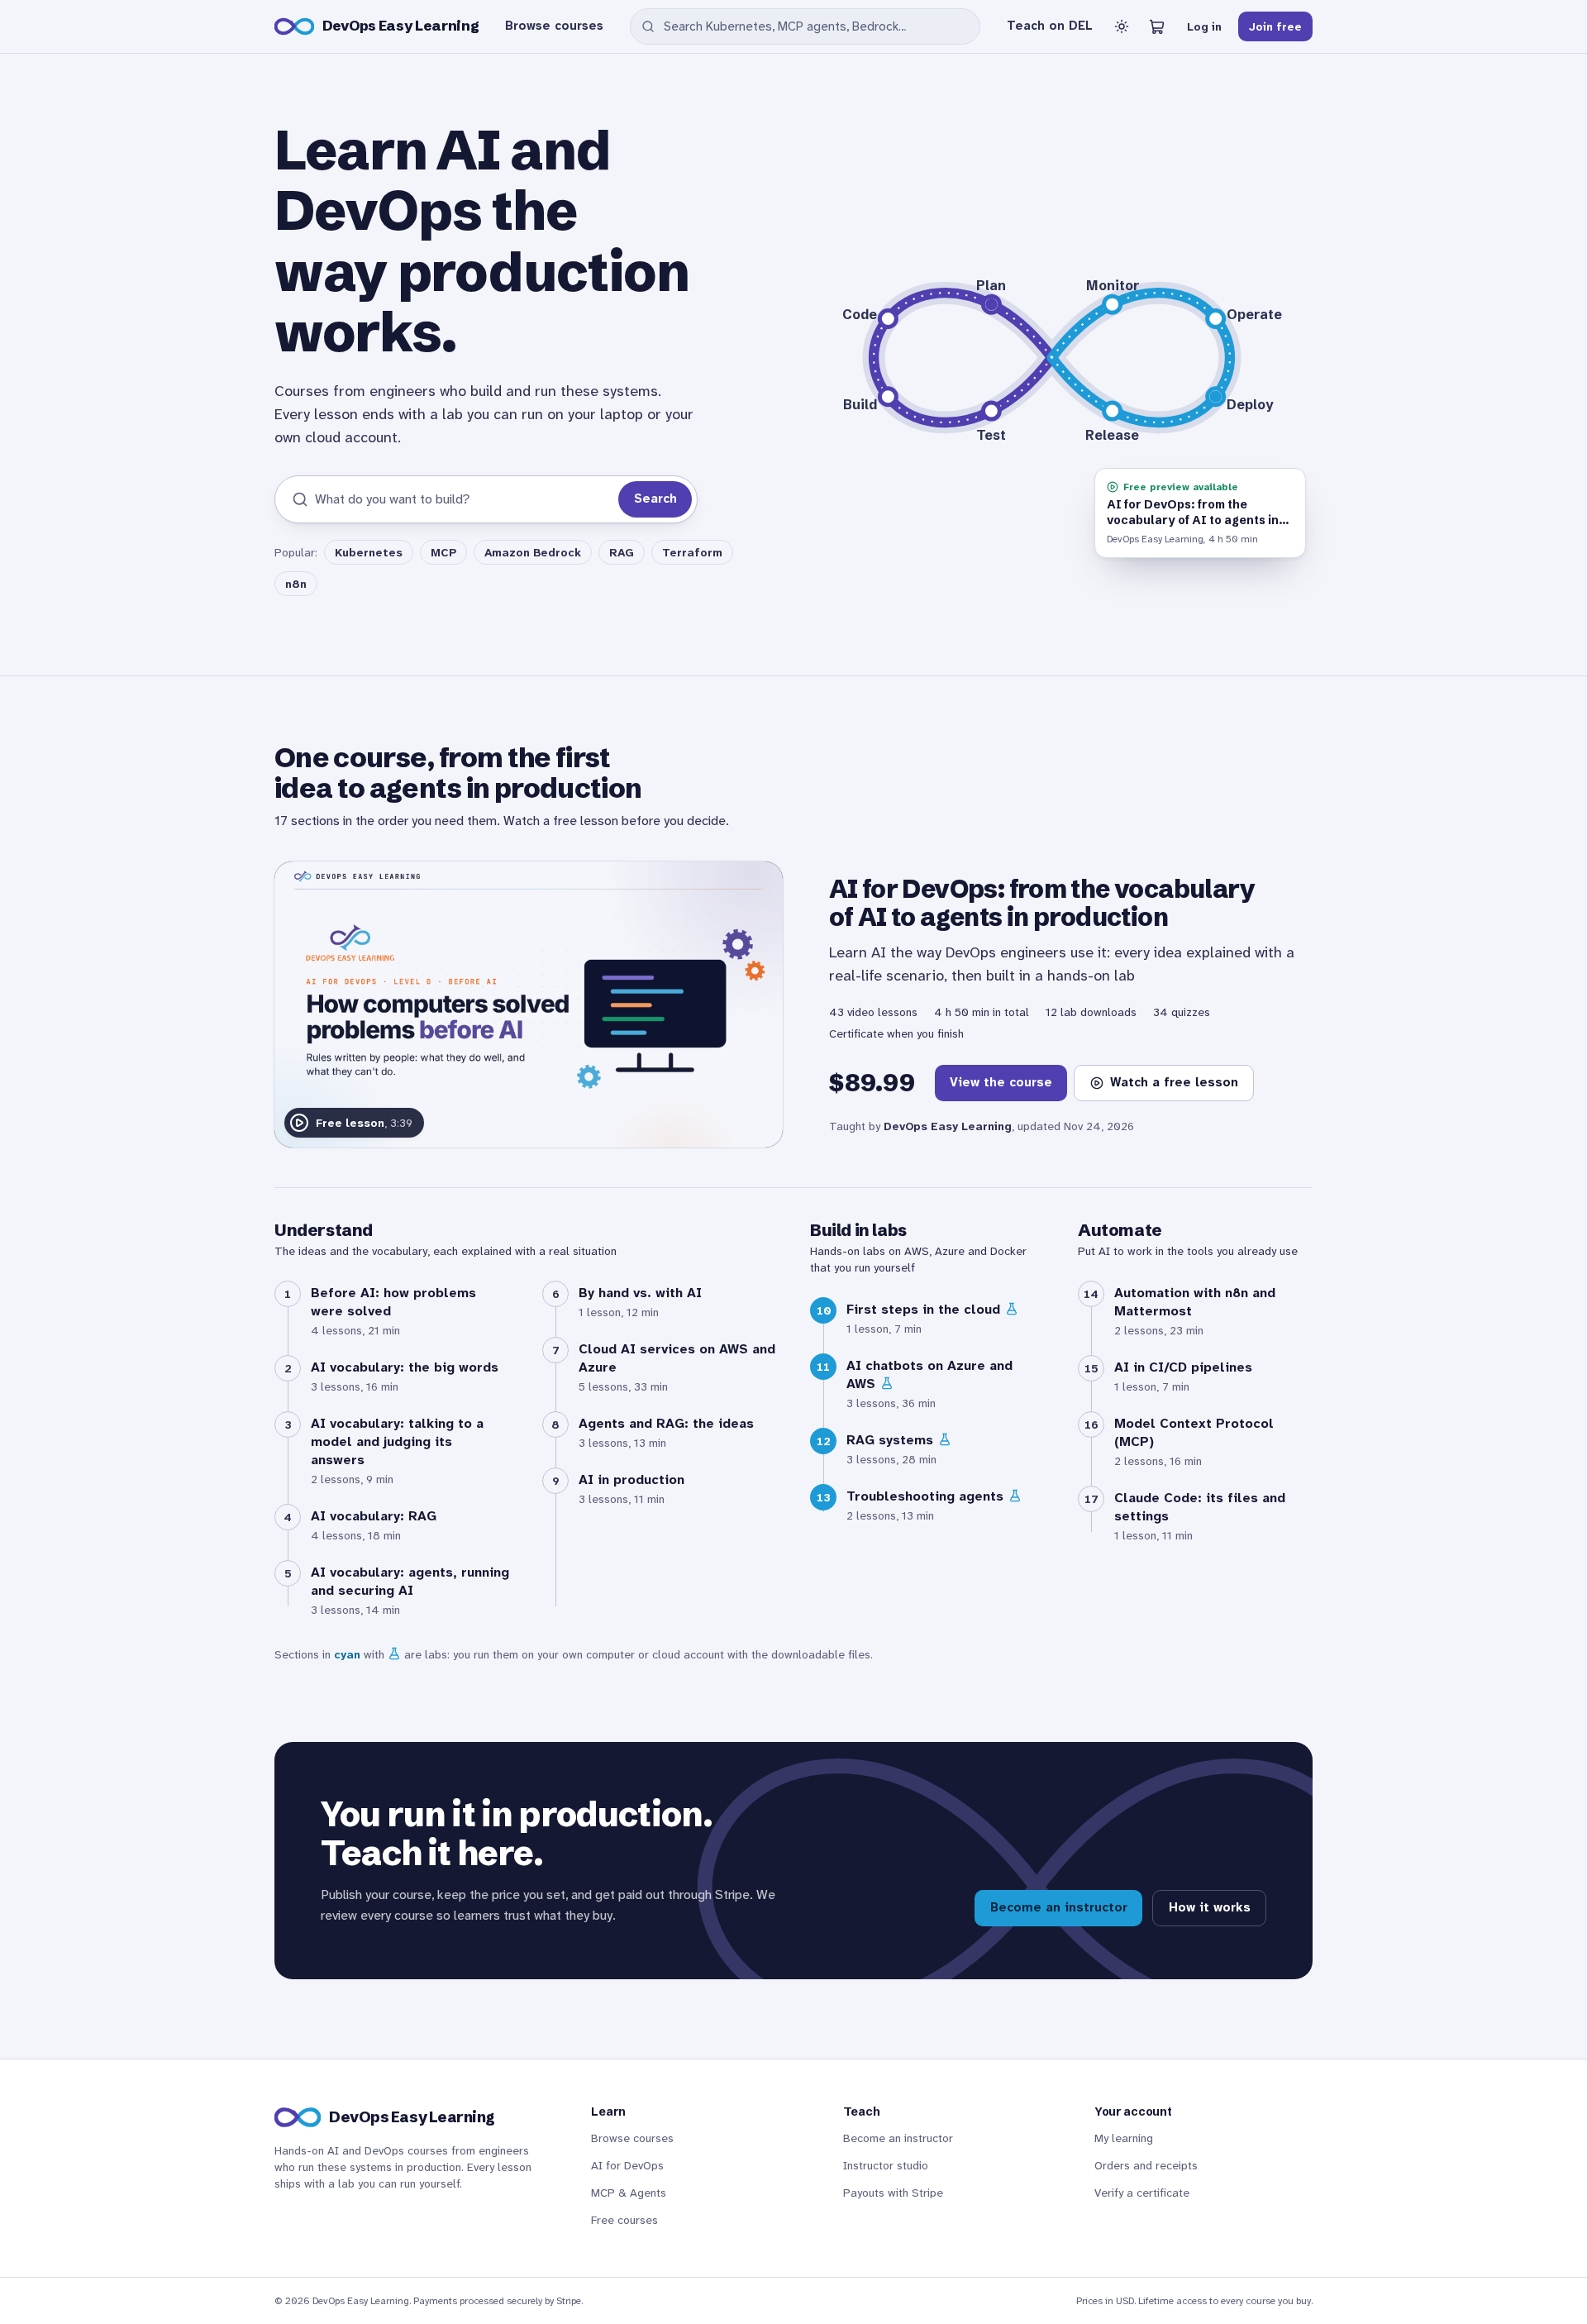 DevOps Easy Learning
Browse courses
Search Kubernetes, MCP agents, Bedrock...
Teach on DEL
Log in
Join free
Learn AI and
DevOps the
way production
works.
Courses from engineers who build and run these systems.
Every lesson ends with a lab you can run on your laptop or your
own cloud account.
What do you want to build?
Search
Popular:
Kubernetes
MCP
Amazon Bedrock
RAG
Terraform
n8n
Plan
Monitor
Code
Operate
Build
Deploy
Test
Release
Free preview available
AI for DevOps: from the
vocabulary of AI to agents in...
DevOps Easy Learning, 4 h 50 min
One course, from the first
idea to agents in production
17 sections in the order you need them. Watch a free lesson before you decide.
DEVOPS EASY LEARNING
DEVOPS EASY LEARNING
AI FOR DEVOPS · LEVEL 0 · BEFORE AI
How computers solved
problems before AI
Rules written by people: what they do well, and
what they can't do.
Free lesson, 3:39
AI for DevOps: from the vocabulary
of AI to agents in production
Learn AI the way DevOps engineers use it: every idea explained with a
real-life scenario, then built in a hands-on lab
43 video lessons
4 h 50 min in total
12 lab downloads
34 quizzes
Certificate when you finish
$89.99
View the course
Watch a free lesson
Taught by DevOps Easy Learning, updated Nov 24, 2026
Understand
The ideas and the vocabulary, each explained with a real situation
1
Before AI: how problems
were solved
4 lessons, 21 min
2
AI vocabulary: the big words
3 lessons, 16 min
3
AI vocabulary: talking to a
model and judging its
answers
2 lessons, 9 min
4
AI vocabulary: RAG
4 lessons, 18 min
5
AI vocabulary: agents, running
and securing AI
3 lessons, 14 min
6
By hand vs. with AI
1 lesson, 12 min
7
Cloud AI services on AWS and
Azure
5 lessons, 33 min
8
Agents and RAG: the ideas
3 lessons, 13 min
9
AI in production
3 lessons, 11 min
Build in labs
Hands-on labs on AWS, Azure and Docker
that you run yourself
10
First steps in the cloud
1 lesson, 7 min
11
AI chatbots on Azure and
AWS
3 lessons, 36 min
12
RAG systems
3 lessons, 28 min
13
Troubleshooting agents
2 lessons, 13 min
Automate
Put AI to work in the tools you already use
14
Automation with n8n and
Mattermost
2 lessons, 23 min
15
AI in CI/CD pipelines
1 lesson, 7 min
16
Model Context Protocol
(MCP)
2 lessons, 16 min
17
Claude Code: its files and
settings
1 lesson, 11 min
Sections in cyan with are labs: you run them on your own computer or cloud account with the downloadable files.
You run it in production.
Teach it here.
Publish your course, keep the price you set, and get paid out through Stripe. We
review every course so learners trust what they buy.
Become an instructor
How it works
DevOps Easy Learning
Hands-on AI and DevOps courses from engineers
who run these systems in production. Every lesson
ships with a lab you can run yourself.
Learn
Browse courses
AI for DevOps
MCP & Agents
Free courses
Teach
Become an instructor
Instructor studio
Payouts with Stripe
Your account
My learning
Orders and receipts
Verify a certificate
© 2026 DevOps Easy Learning. Payments processed securely by Stripe.
Prices in USD. Lifetime access to every course you buy.